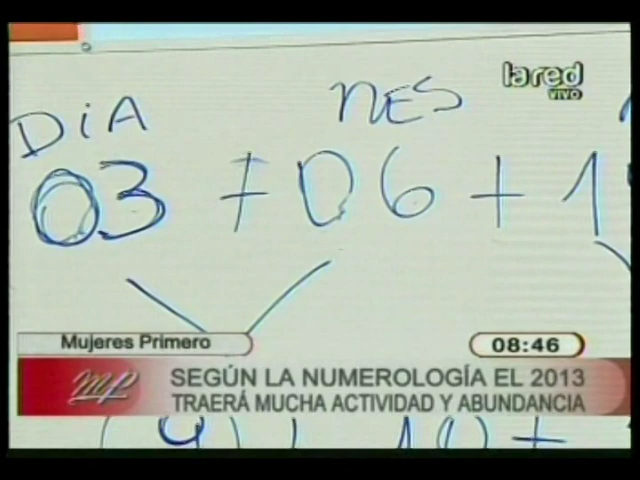 lared
VIVO
DiA MES
03 + 06 + 1
Mujeres Primero
08:46
MP
SEGÚN LA NUMEROLOGÍA EL 2013
TRAERÁ MUCHA ACTIVIDAD Y ABUNDANCIA